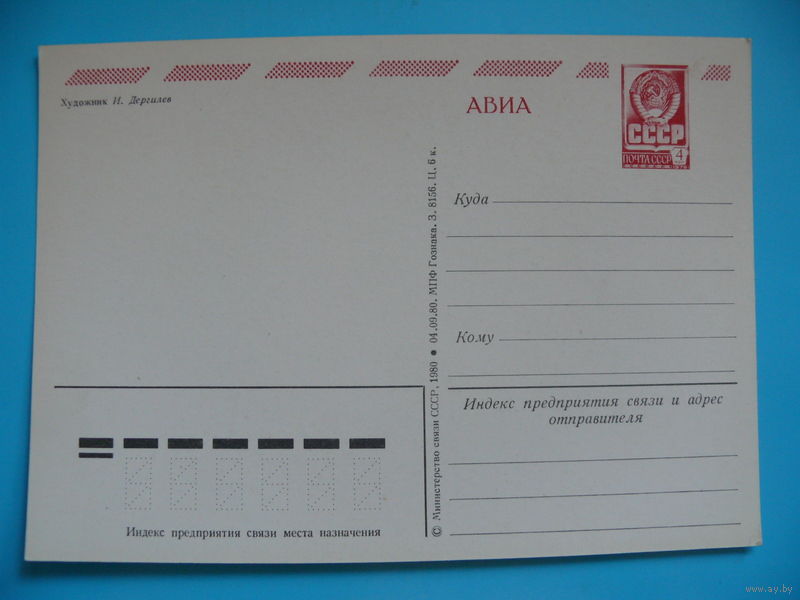 Художник И. Дергилев
АВИА
СССР
ПОЧТА СССР
4
Куда
Кому
Индекс предприятия связи и адрес
отправителя
© Министерство связи СССР, 1980 • 04.09.80. МПФ Гознака. З. 8156. Ц. 6 к.
Индекс предприятия связи места назначения
www.ay.by